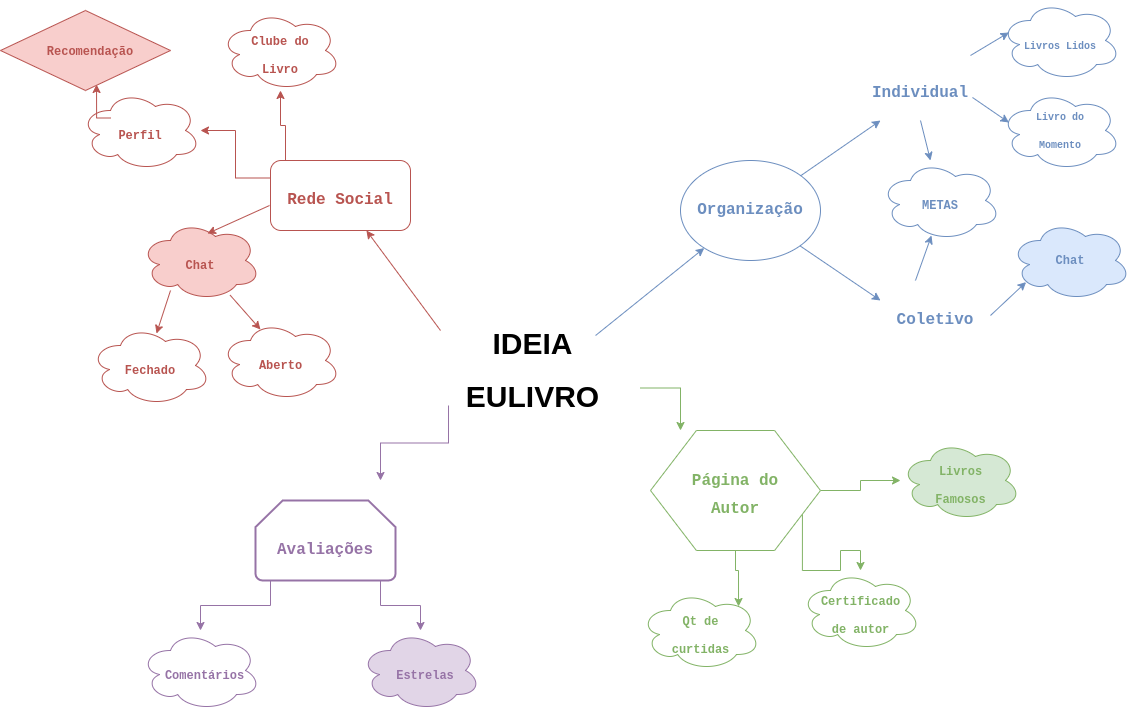 Recomendação
Clube do
Livro
Perfil
Rede Social
Chat
Fechado
Aberto
Livros Lidos
Individual
Livro do
Momento
Organização
METAS
Chat
Coletivo
IDEIA
EULIVRO
Página do
Autor
Livros
Famosos
Certificado
de autor
Qt de
curtidas
Avaliações
Comentários
Estrelas